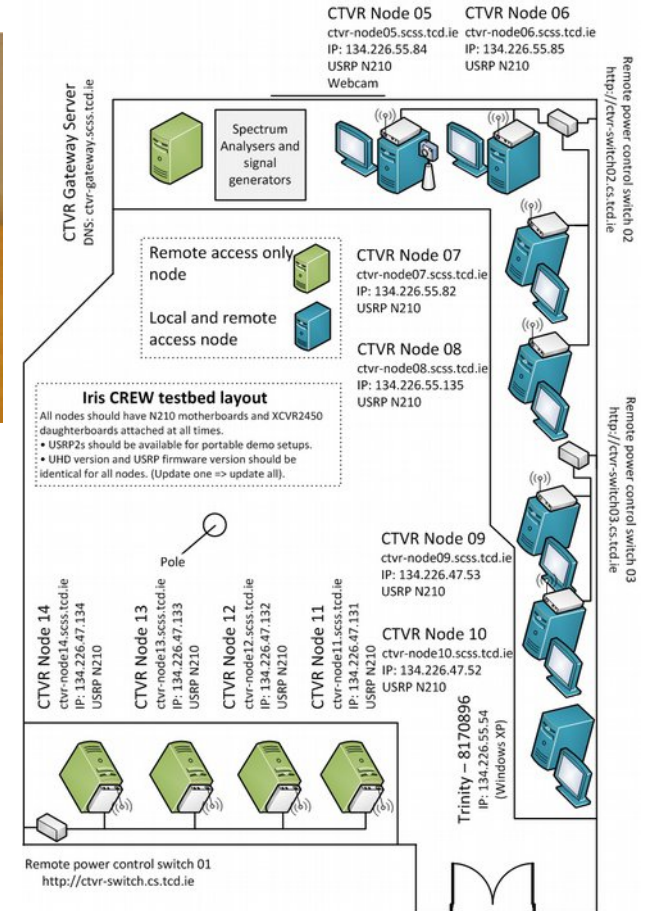 CTVR Node 05
ctvr-node05.scss.tcd.ie
IP: 134.226.55.84
USRP N210
Webcam
CTVR Node 06
ctvr-node06.scss.tcd.ie
IP: 134.226.55.85
USRP N210
CTVR Gateway Server
DNS: ctvr-gateway.scss.tcd.ie
Spectrum
Analysers and
signal
generators
Remote power control switch 02
http://ctvr-switch02.cs.tcd.ie
Remote access only
node
Local and remote
access node
CTVR Node 07
ctvr-node07.scss.tcd.ie
IP: 134.226.55.82
USRP N210
CTVR Node 08
ctvr-node08.scss.tcd.ie
IP: 134.226.55.135
USRP N210
Iris CREW testbed layout
All nodes should have N210 motherboards and XCVR2450
daughterboards attached at all times.
• USRP2s should be available for portable demo setups.
• UHD version and USRP firmware version should be
identical for all nodes. (Update one => update all).
Remote power control switch 03
http://ctvr-switch03.cs.tcd.ie
Pole
CTVR Node 09
ctvr-node09.scss.tcd.ie
IP: 134.226.47.53
USRP N210
CTVR Node 10
ctvr-node10.scss.tcd.ie
IP: 134.226.47.52
USRP N210
CTVR Node 14
ctvr-node14.scss.tcd.ie
IP: 134.226.47.134
USRP N210
CTVR Node 13
ctvr-node13.scss.tcd.ie
IP: 134.226.47.133
USRP N210
CTVR Node 12
ctvr-node12.scss.tcd.ie
IP: 134.226.47.132
USRP N210
CTVR Node 11
ctvr-node11.scss.tcd.ie
IP: 134.226.47.131
USRP N210
Trinity – 8170896
IP: 134.226.55.54
(Windows XP)
Remote power control switch 01
http://ctvr-switch.cs.tcd.ie